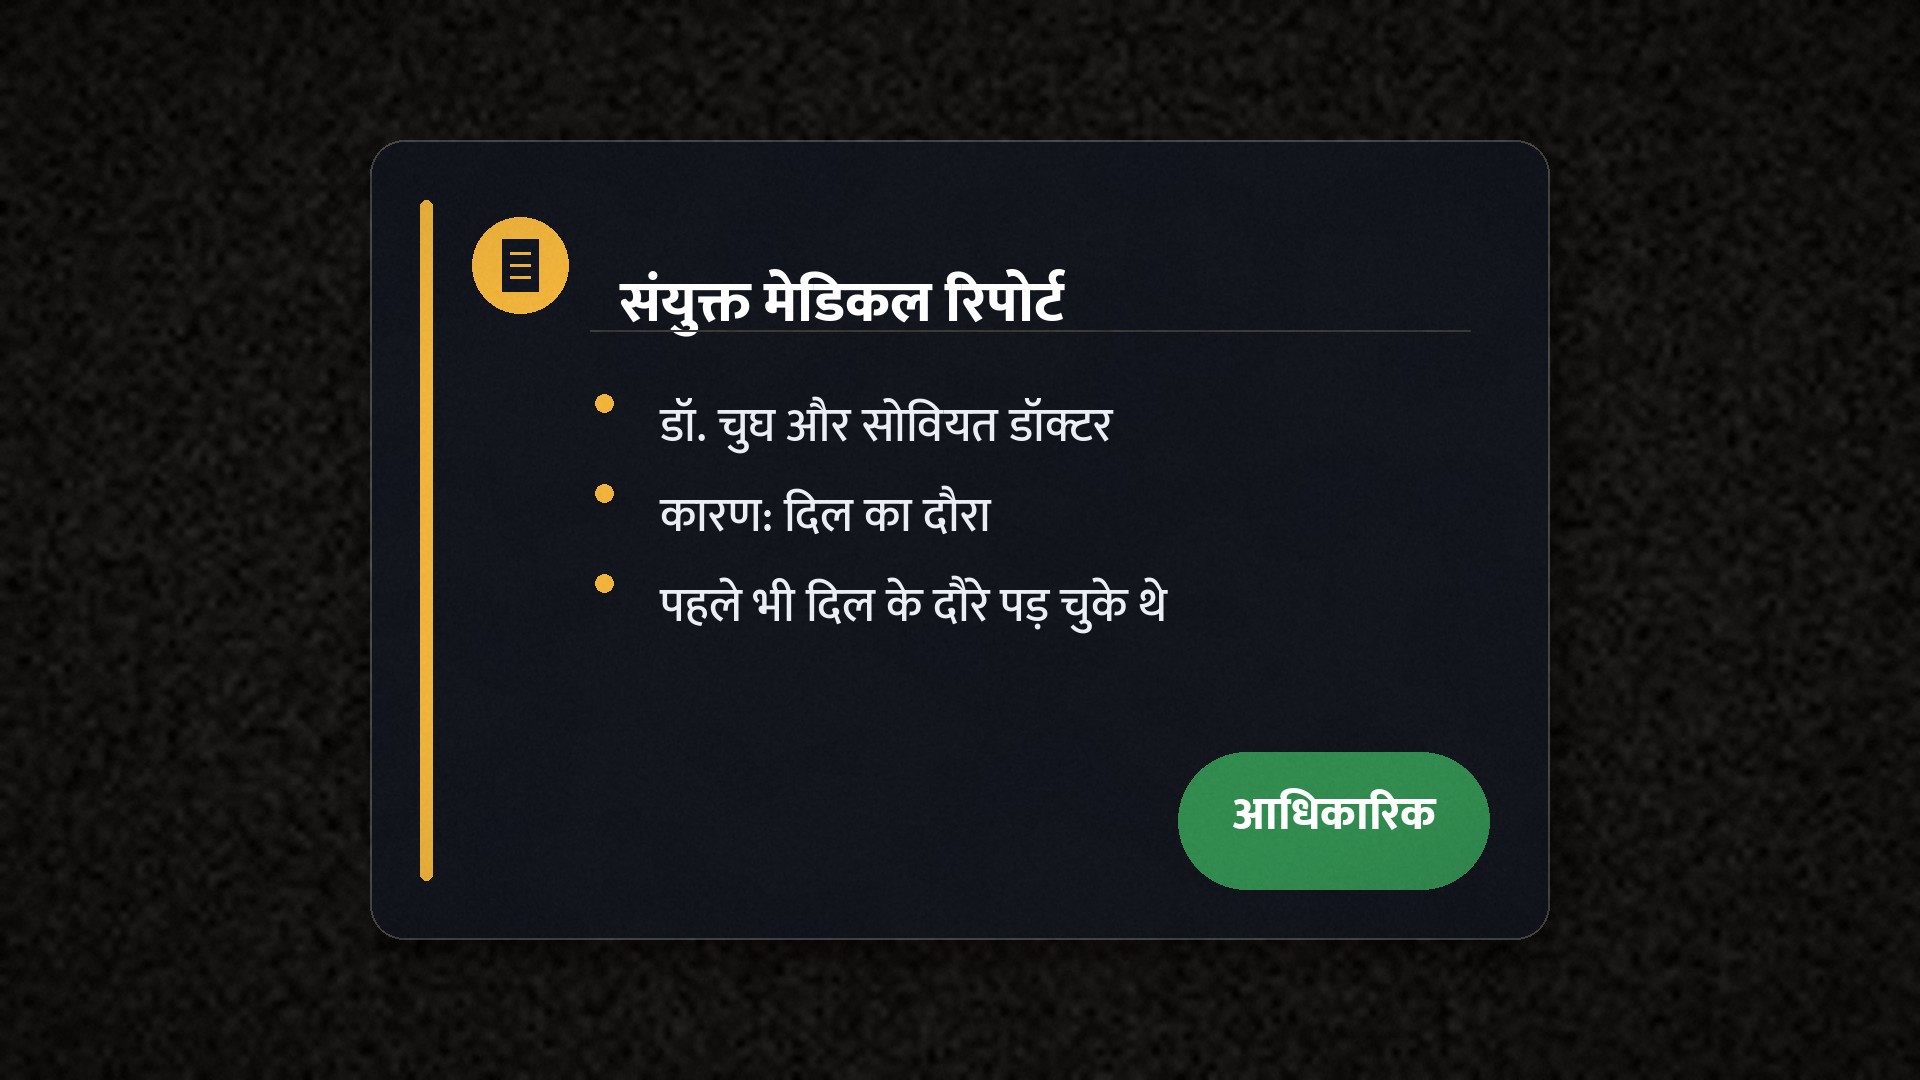 संयुक्त मेडिकल रिपोर्ट
डॉ. चुघ और सोवियत डॉक्टर
कारण: दिल का दौरा
पहले भी दिल के दौरे पड़ चुके थे
आधिकारिक